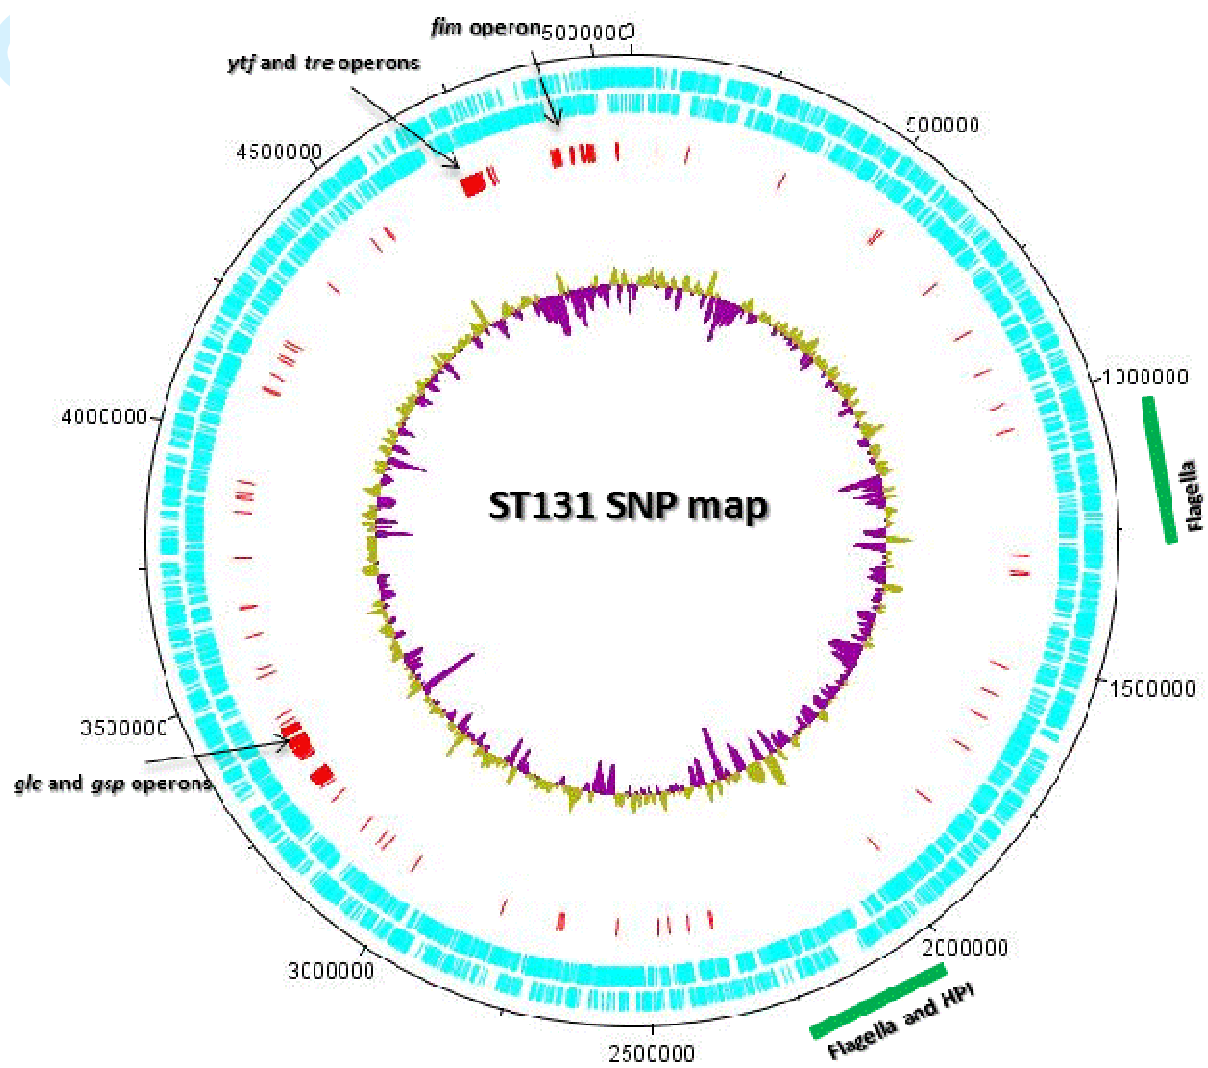 fim operon
5000000
0
ytf and tre operons
500000
4500000
1000000
4000000
Flagella
ST131 SNP map
1500000
3500000
glc and gsp operons
2000000
3000000
Flagella and HPI
2500000